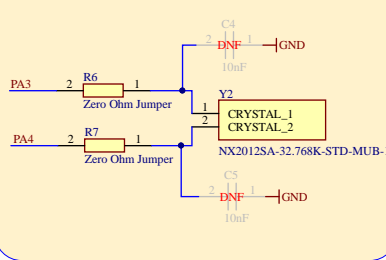 C4
2 DNF 1 GND
10nF
PA3 2 R6 1
Zero Ohm Jumper
Y2
1 CRYSTAL_1
2 CRYSTAL_2
NX2012SA-32.768K-STD-MUB-
PA4 2 R7 1
Zero Ohm Jumper
C5
2 DNF 1 GND
10nF